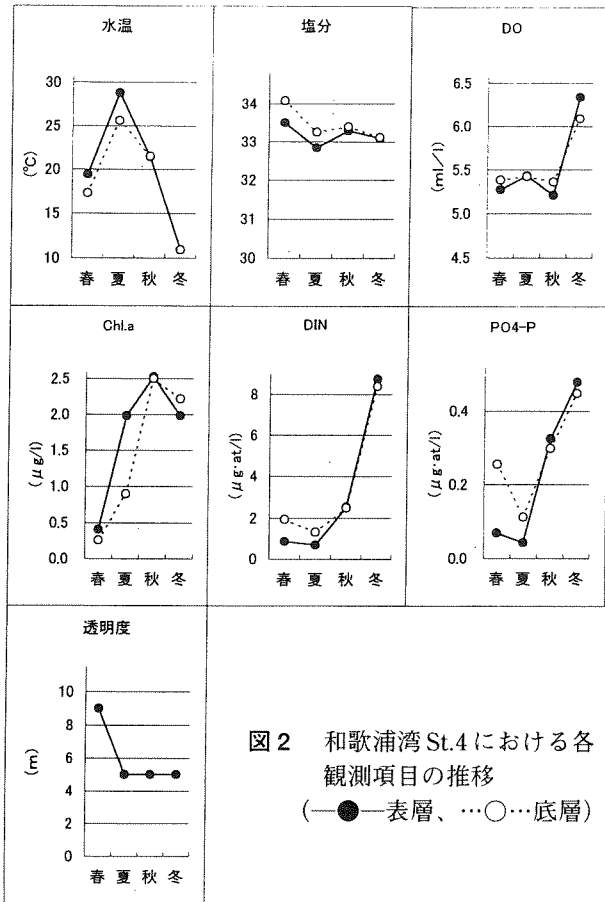 水温
30
25
20
15
10
(℃)
春 夏 秋 冬
塩分
34
33
32
31
30
春 夏 秋 冬
DO
6.5
6.0
5.5
5.0
4.5
(ml/l)
春 夏 秋 冬
Chl.a
2.5
2.0
1.5
1.0
0.5
0.0
(μg/l)
春 夏 秋 冬
DIN
8
6
4
2
0
(μg·at/l)
春 夏 秋 冬
PO4-P
0.4
0.2
0.0
(μg·at/l)
春 夏 秋 冬
透明度
10
8
6
4
2
0
(m)
春 夏 秋 冬
図2 和歌浦湾St.4における各
観測項目の推移
(―●―表層、…○…底層)